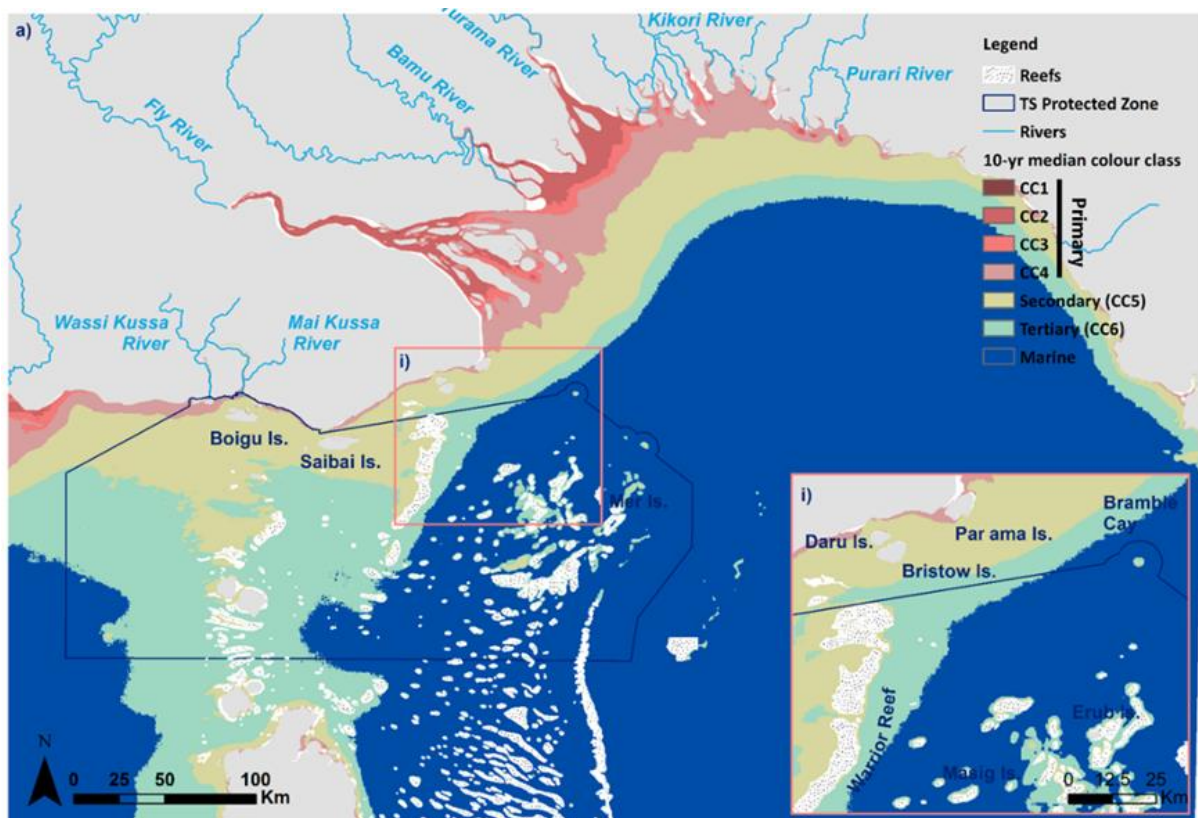 a)
Turama River
Kikori River
Purari River
Bamu River
Fly River
Wassi Kussa
River
Mai Kussa
River
Legend
Reefs
TS Protected Zone
Rivers
10-yr median colour class
CC1
CC2
CC3
CC4
Primary
Secondary (CC5)
Tertiary (CC6)
Marine
i)
Boigu Is.
Saibai Is.
Mer Is.
N
0 25 50 100
Km
i)
Bramble
Cay
Par ama Is.
Daru Is.
Bristow Is.
Warrior Reef
Erub Is.
Masig Is.
0 12.5 25
Km